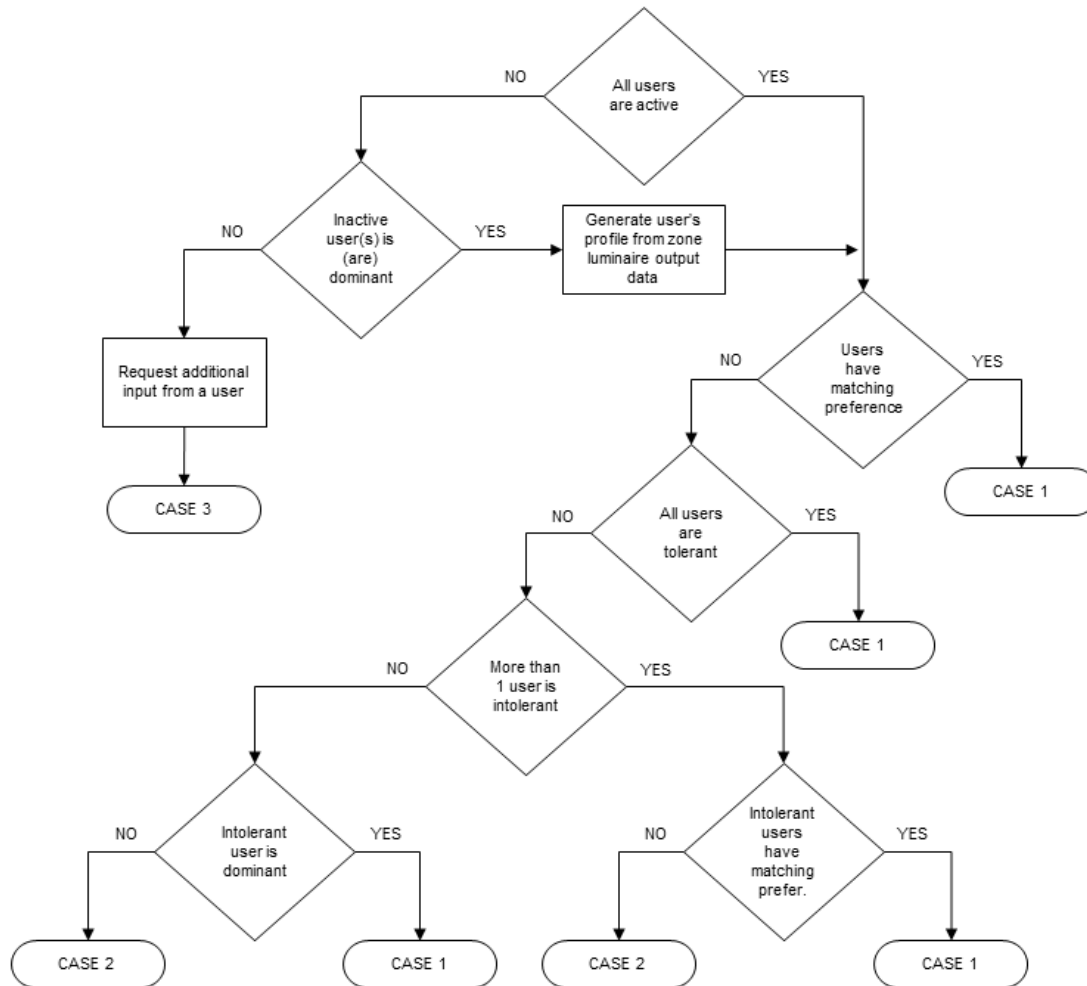 NO
All users
are active
YES
NO
Inactive
user(s) is
(are)
dominant
YES
Generate user's
profile from zone
luminaire output
data
Request additional
input from a user
CASE 3
NO
Users
have
matching
preference
YES
CASE 1
NO
All users
are
tolerant
YES
CASE 1
NO
More than
1 user is
intolerant
YES
NO
Intolerant
user is
dominant
YES
CASE 2
CASE 1
NO
Intolerant
users
have
matching
prefer.
YES
CASE 2
CASE 1